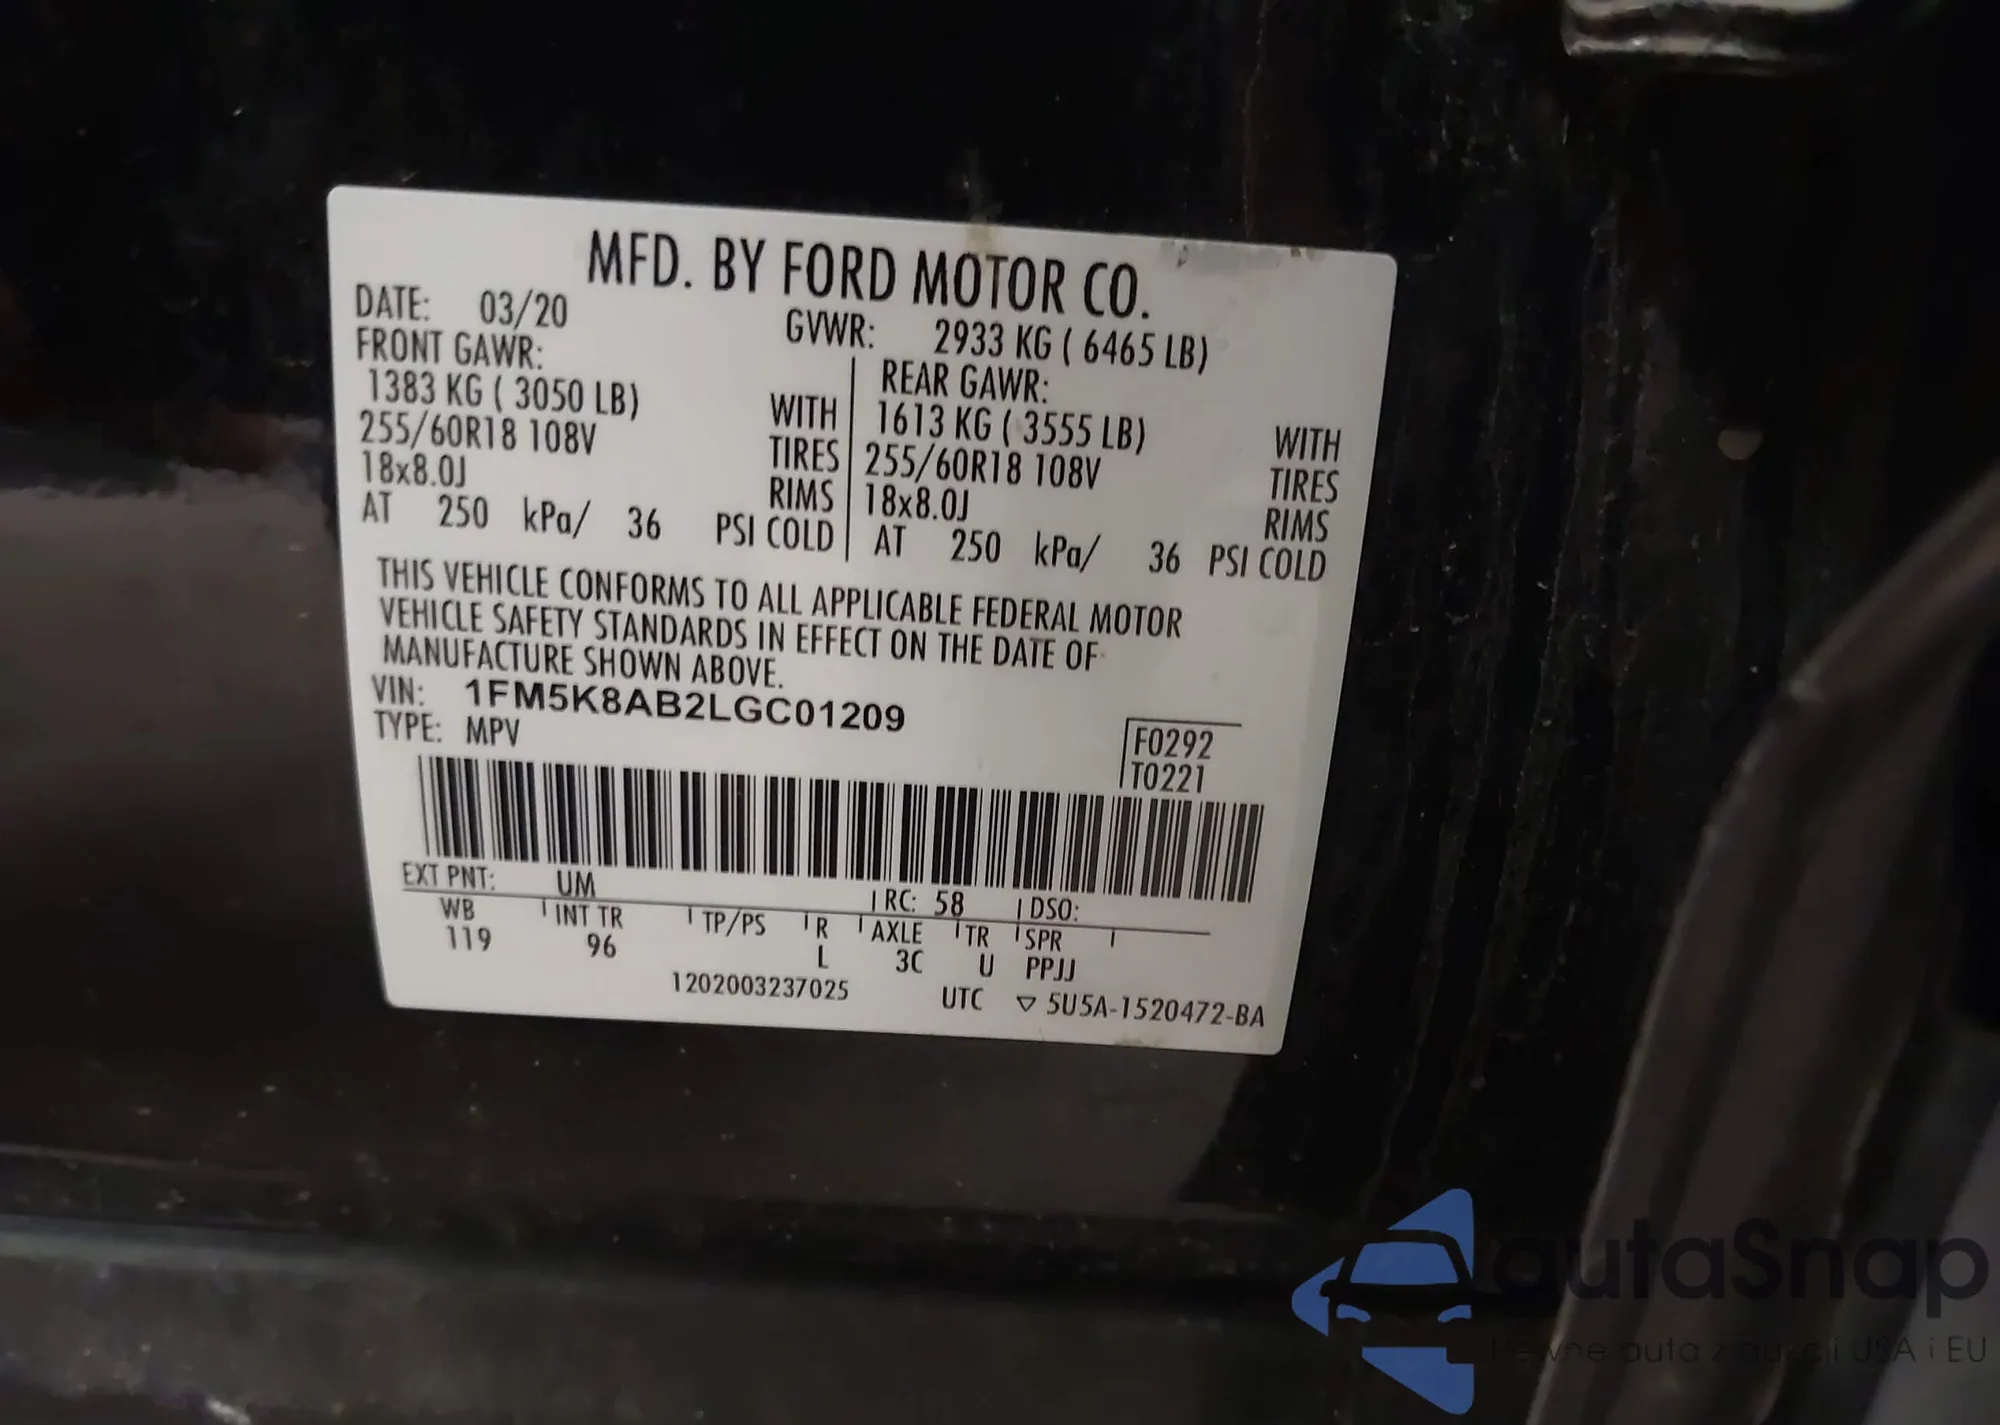 MFD. BY FORD MOTOR CO.
DATE: 03/20 GVWR: 2933 KG ( 6465 LB)
FRONT GAWR: REAR GAWR:
1383 KG ( 3050 LB) WITH 1613 KG ( 3555 LB) WITH
255/60R18 108V TIRES 255/60R18 108V TIRES
18x8.0J RIMS 18x8.0J RIMS
AT 250 kPa/ 36 PSI COLD AT 250 kPa/ 36 PSI COLD
THIS VEHICLE CONFORMS TO ALL APPLICABLE FEDERAL MOTOR
VEHICLE SAFETY STANDARDS IN EFFECT ON THE DATE OF
MANUFACTURE SHOWN ABOVE.
VIN: 1FM5K8AB2LGC01209
TYPE: MPV
F0292
T0221
EXT PNT: UM RC: 58 DSO:
WB INT TR TP/PS R AXLE TR SPR
119 96 L 3C U PPJJ
1202003237025 UTC ▽ 5U5A-1520472-BA
autaSnap
Pewne auta z aukcji USA i EU